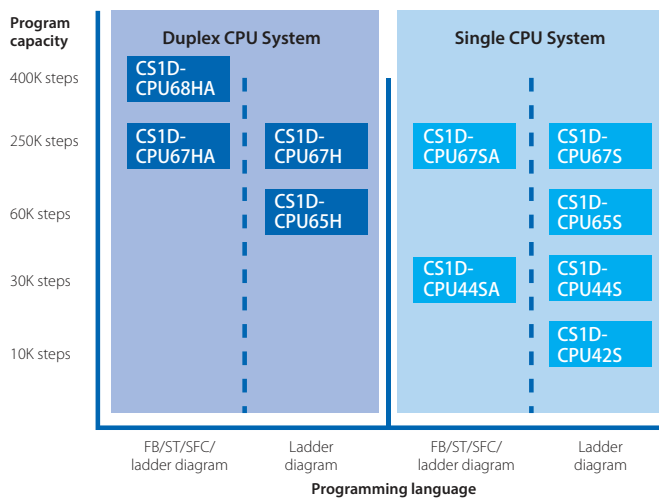 Program
capacity
Duplex CPU System
Single CPU System
400K steps
CS1D-
CPU68HA
250K steps
CS1D-
CPU67HA
CS1D-
CPU67H
CS1D-
CPU67SA
CS1D-
CPU67S
60K steps
CS1D-
CPU65H
CS1D-
CPU65S
30K steps
CS1D-
CPU44SA
CS1D-
CPU44S
10K steps
CS1D-
CPU42S
FB/ST/SFC/
ladder diagram
Ladder
diagram
FB/ST/SFC/
ladder diagram
Ladder
diagram
Programming language